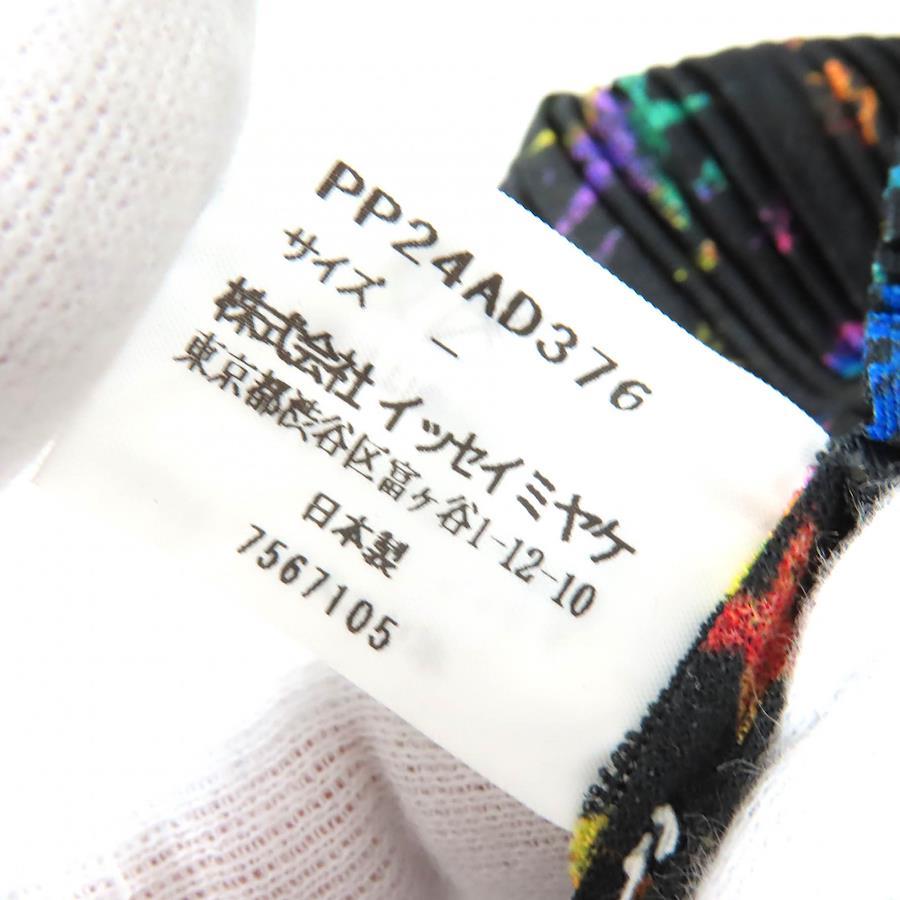 PP24AD376
サイズ -
株式会社イッセイミヤケ
東京都渋谷区富ヶ谷1-12-10
日本製
7567105